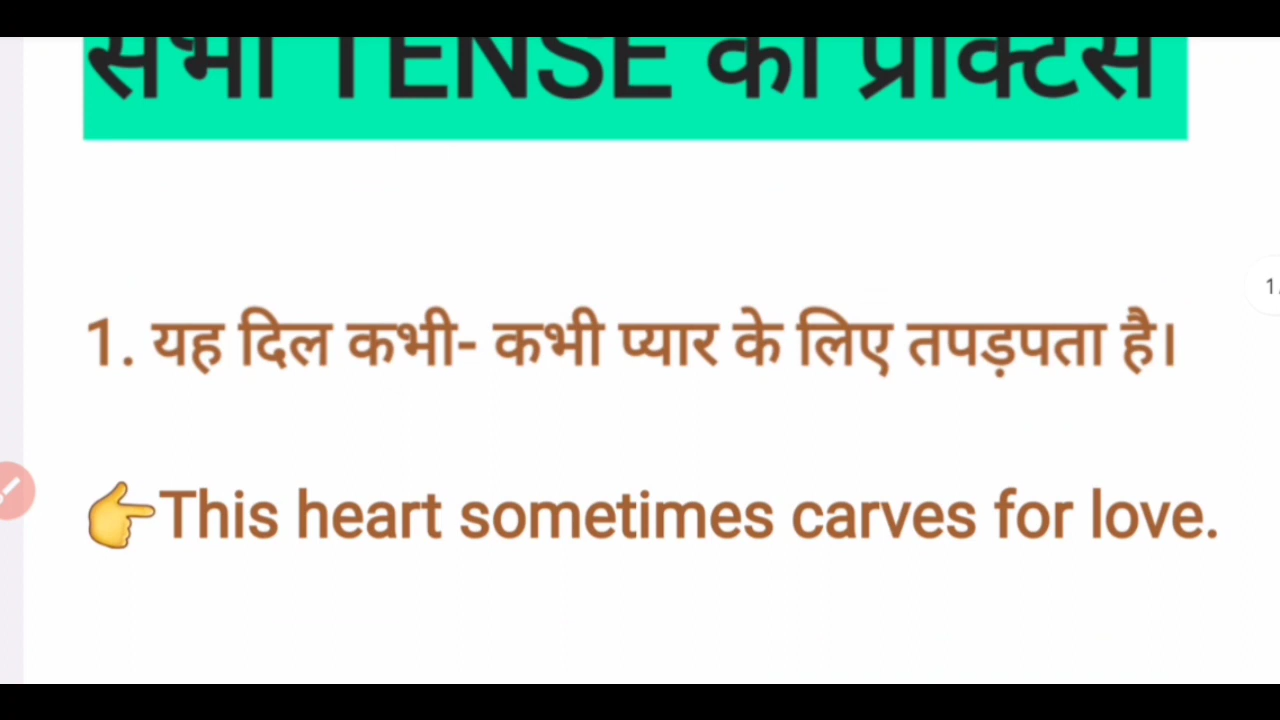 सभी TENSE का प्रैक्टिस
1. यह दिल कभी- कभी प्यार के लिए तपड़पता है।
👉This heart sometimes carves for love.